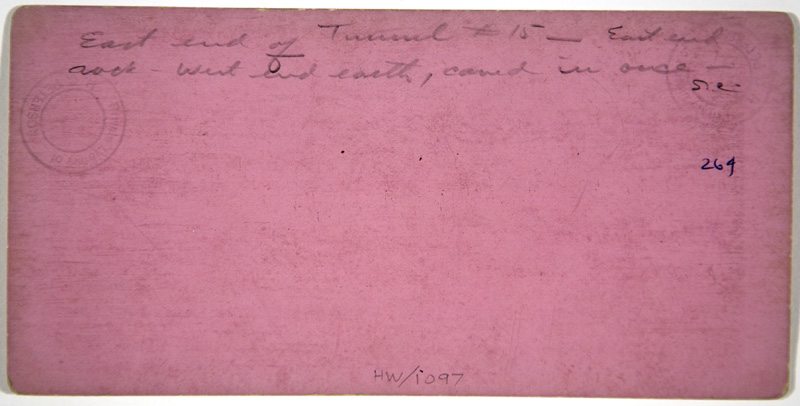 East end of Tunnel #15 — East end
rock - West end earth, caved in once —
264
HW/1097